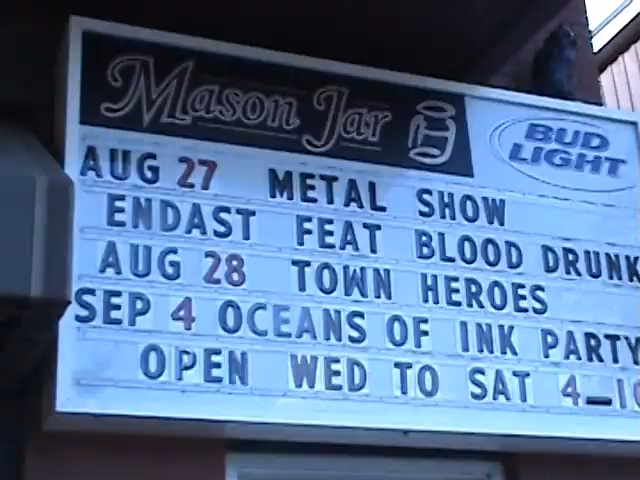 Mason Jar
BUD
LIGHT
AUG 27 METAL SHOW
ENDAST FEAT BLOOD DRUNK
AUG 28 TOWN HEROES
SEP 4 OCEANS OF INK PARTY
OPEN WED TO SAT 4-10